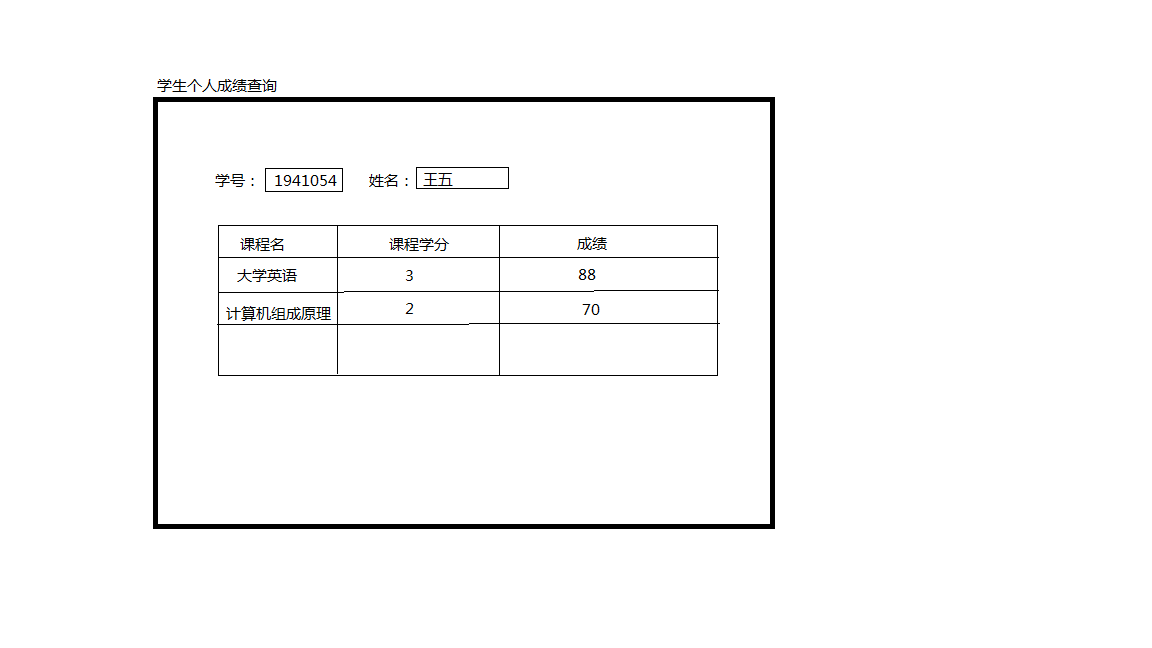 学生个人成绩查询
学号： 1941054 姓名： 王五
课程名 课程学分 成绩
大学英语 3 88
计算机组成原理 2 70